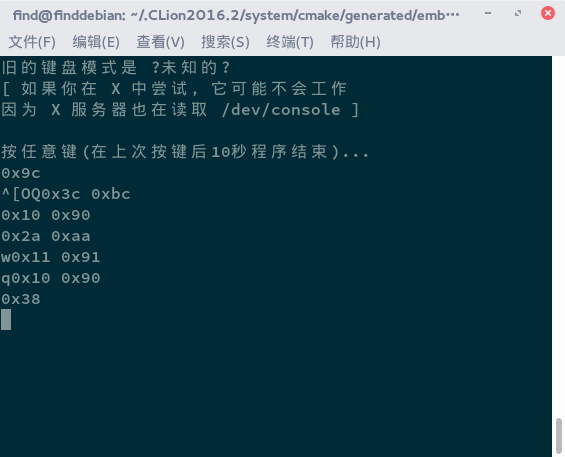 find@finddebian: ~/.CLion2016.2/system/cmake/generated/emb…
文件(F) 编辑(E) 查看(V) 搜索(S) 终端(T) 帮助(H)
旧的键盘模式是 ?未知的?
[ 如果你在 X 中尝试, 它可能不会工作
因为 X 服务器也在读取 /dev/console ]
按任意键(在上次按键后10秒程序结束)...
0x9c
^[OQ0x3c 0xbc
0x10 0x90
0x2a 0xaa
w0x11 0x91
q0x10 0x90
0x38